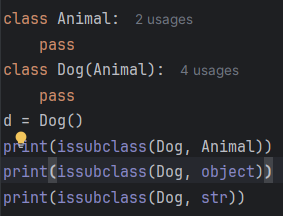 class Animal: 2 usages
    pass
class Dog(Animal): 4 usages
    pass
d = Dog()
print(issubclass(Dog, Animal))
print(issubclass(Dog, object))
print(issubclass(Dog, str))